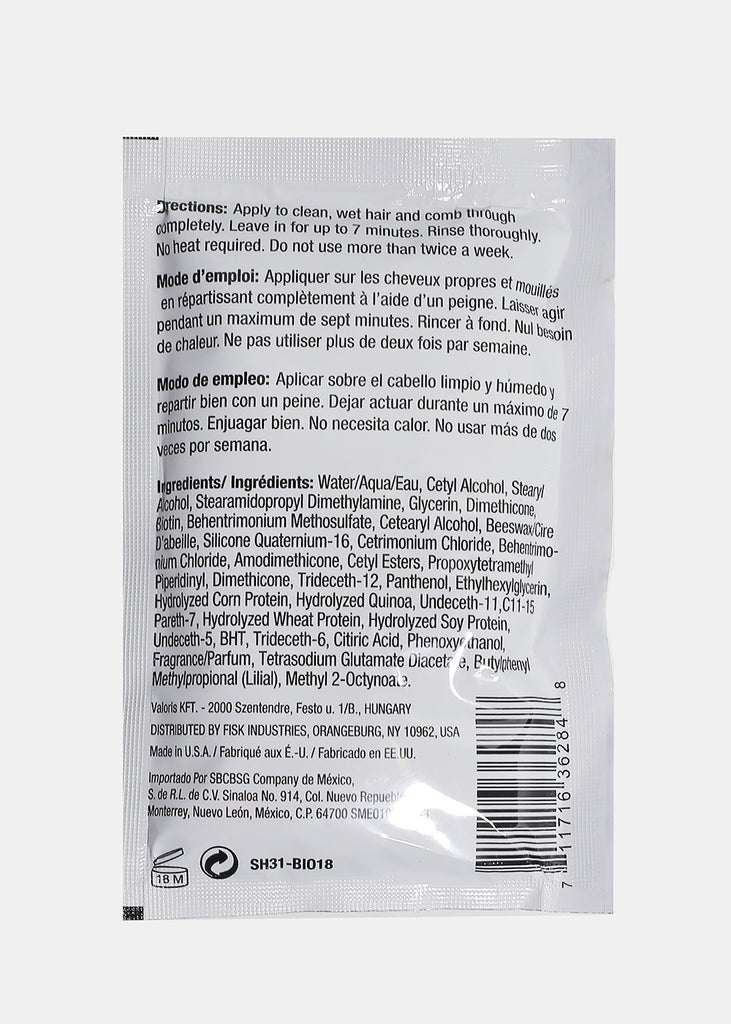 Directions: Apply to clean, wet hair and comb through
completely. Leave in for up to 7 minutes. Rinse thoroughly.
No heat required. Do not use more than twice a week.
Mode d'emploi: Appliquer sur les cheveux propres et mouillés
en répartissant complètement à l'aide d'un peigne. Laisser agir
pendant un maximum de sept minutes. Rincer à fond. Nul besoin
de chaleur. Ne pas utiliser plus de deux fois par semaine.
Modo de empleo: Aplicar sobre el cabello limpio y húmedo y
repartir bien con un peine. Dejar actuar durante un máximo de 7
minutos. Enjuagar bien. No necesita calor. No usar más de dos
veces por semana.
Ingredients/ Ingrédients: Water/Aqua/Eau, Cetyl Alcohol, Stearyl
Alcohol, Stearamidopropyl Dimethylamine, Glycerin, Dimethicone,
Biotin, Behentrimonium Methosulfate, Cetearyl Alcohol, Beeswax/Cire
D'abeille, Silicone Quaternium-16, Cetrimonium Chloride, Behentrimo-
nium Chloride, Amodimethicone, Cetyl Esters, Propoxytetramethyl
Piperidinyl, Dimethicone, Trideceth-12, Panthenol, Ethylhexylglycerin,
Hydrolyzed Corn Protein, Hydrolyzed Quinoa, Undeceth-11,C11-15
Pareth-7, Hydrolyzed Wheat Protein, Hydrolyzed Soy Protein,
Undeceth-5, BHT, Trideceth-6, Citiric Acid, Phenoxyethanol,
Fragrance/Parfum, Tetrasodium Glutamate Diacetate, Butylphenyl
Methylpropional (Lilial), Methyl 2-Octynoate.
Valoris KFT. - 2000 Szentendre, Festo u. 1/B., HUNGARY
DISTRIBUTED BY FISK INDUSTRIES, ORANGEBURG, NY 10962, USA
Made in U.S.A./ Fabriqué aux É.-U. / Fabricado en EE.UU.
Importado Por SBCBSG Company de México,
S. de R.L. de C.V. Sinaloa No. 914, Col. Nuevo
Monterrey, Nuevo León, México, C.P. 64700
18 M
SH31-BIO18
7 11716 36284 8